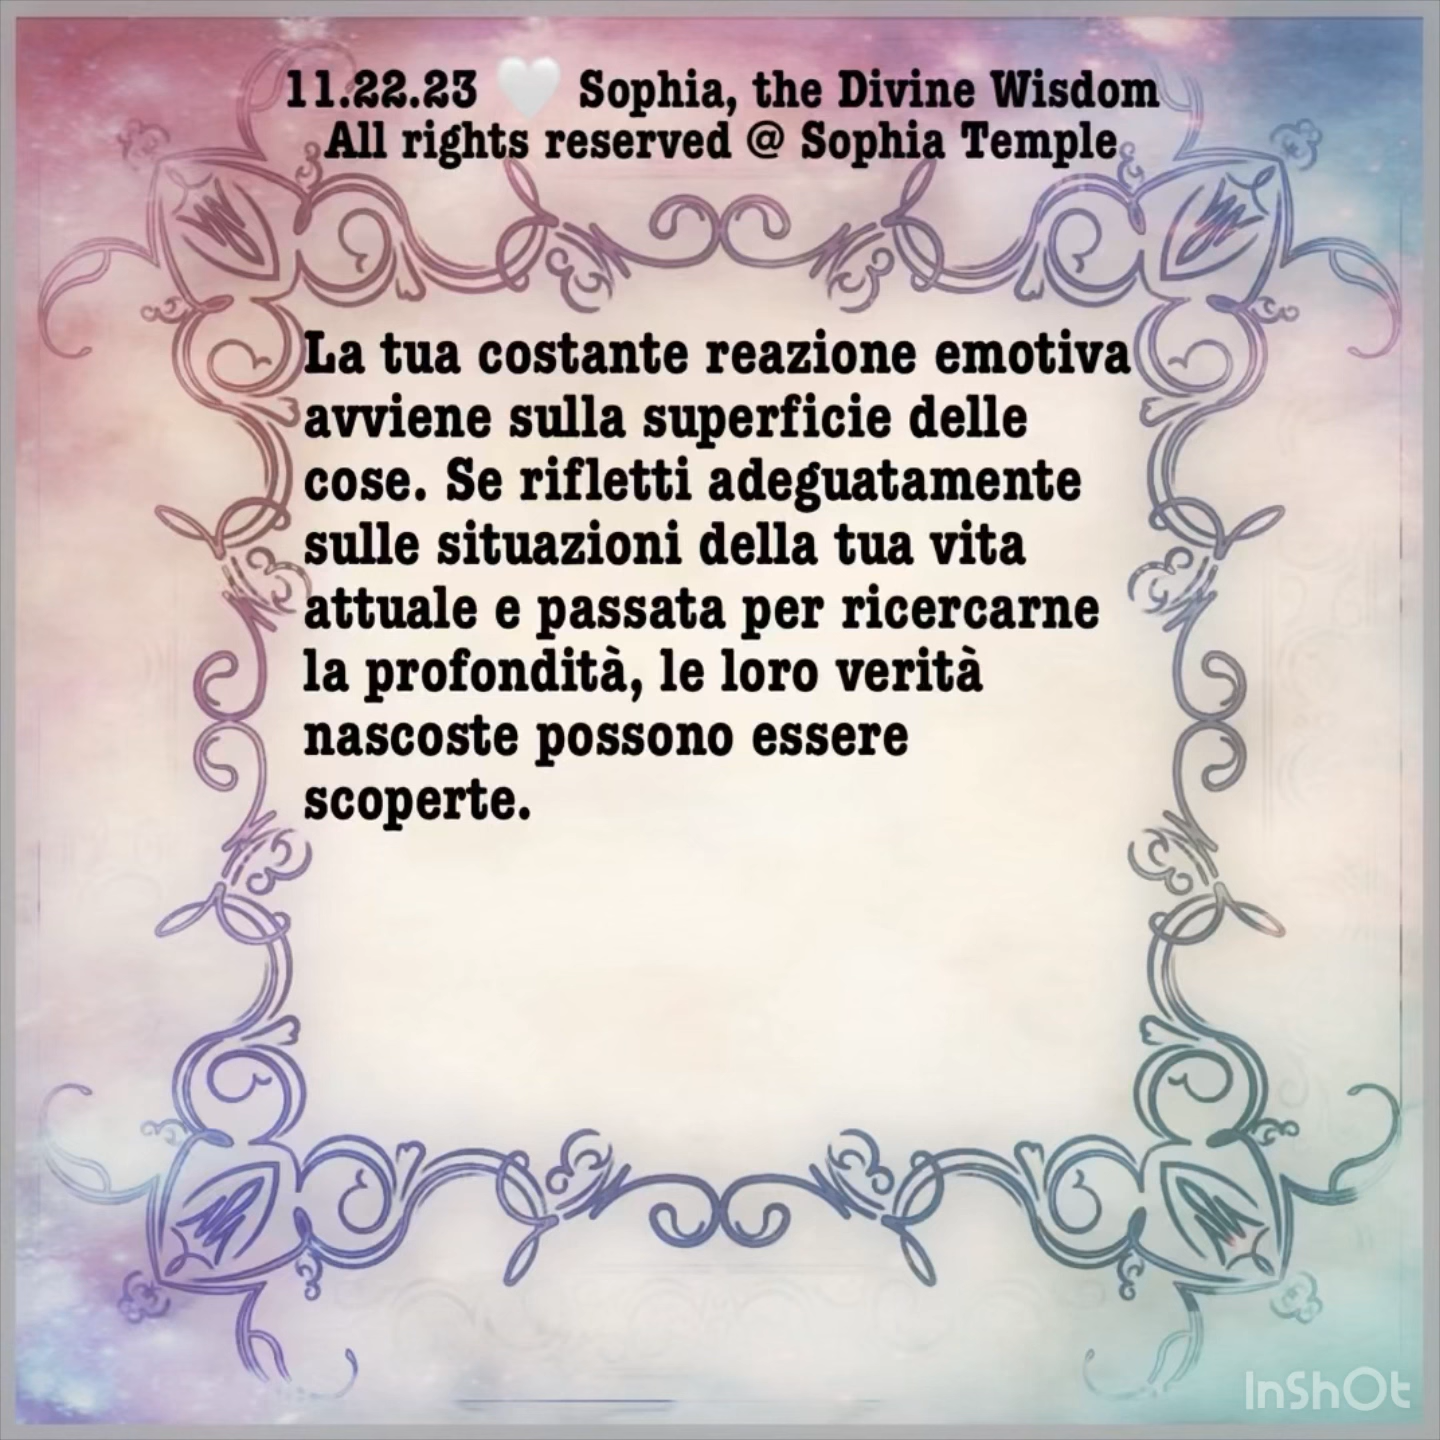 11.22.23 🤍 Sophia, the Divine Wisdom
All rights reserved @ Sophia Temple
La tua costante reazione emotiva
avviene sulla superficie delle
cose. Se rifletti adeguatamente
sulle situazioni della tua vita
attuale e passata per ricercarne
la profondità, le loro verità
nascoste possono essere
scoperte.
InShOt